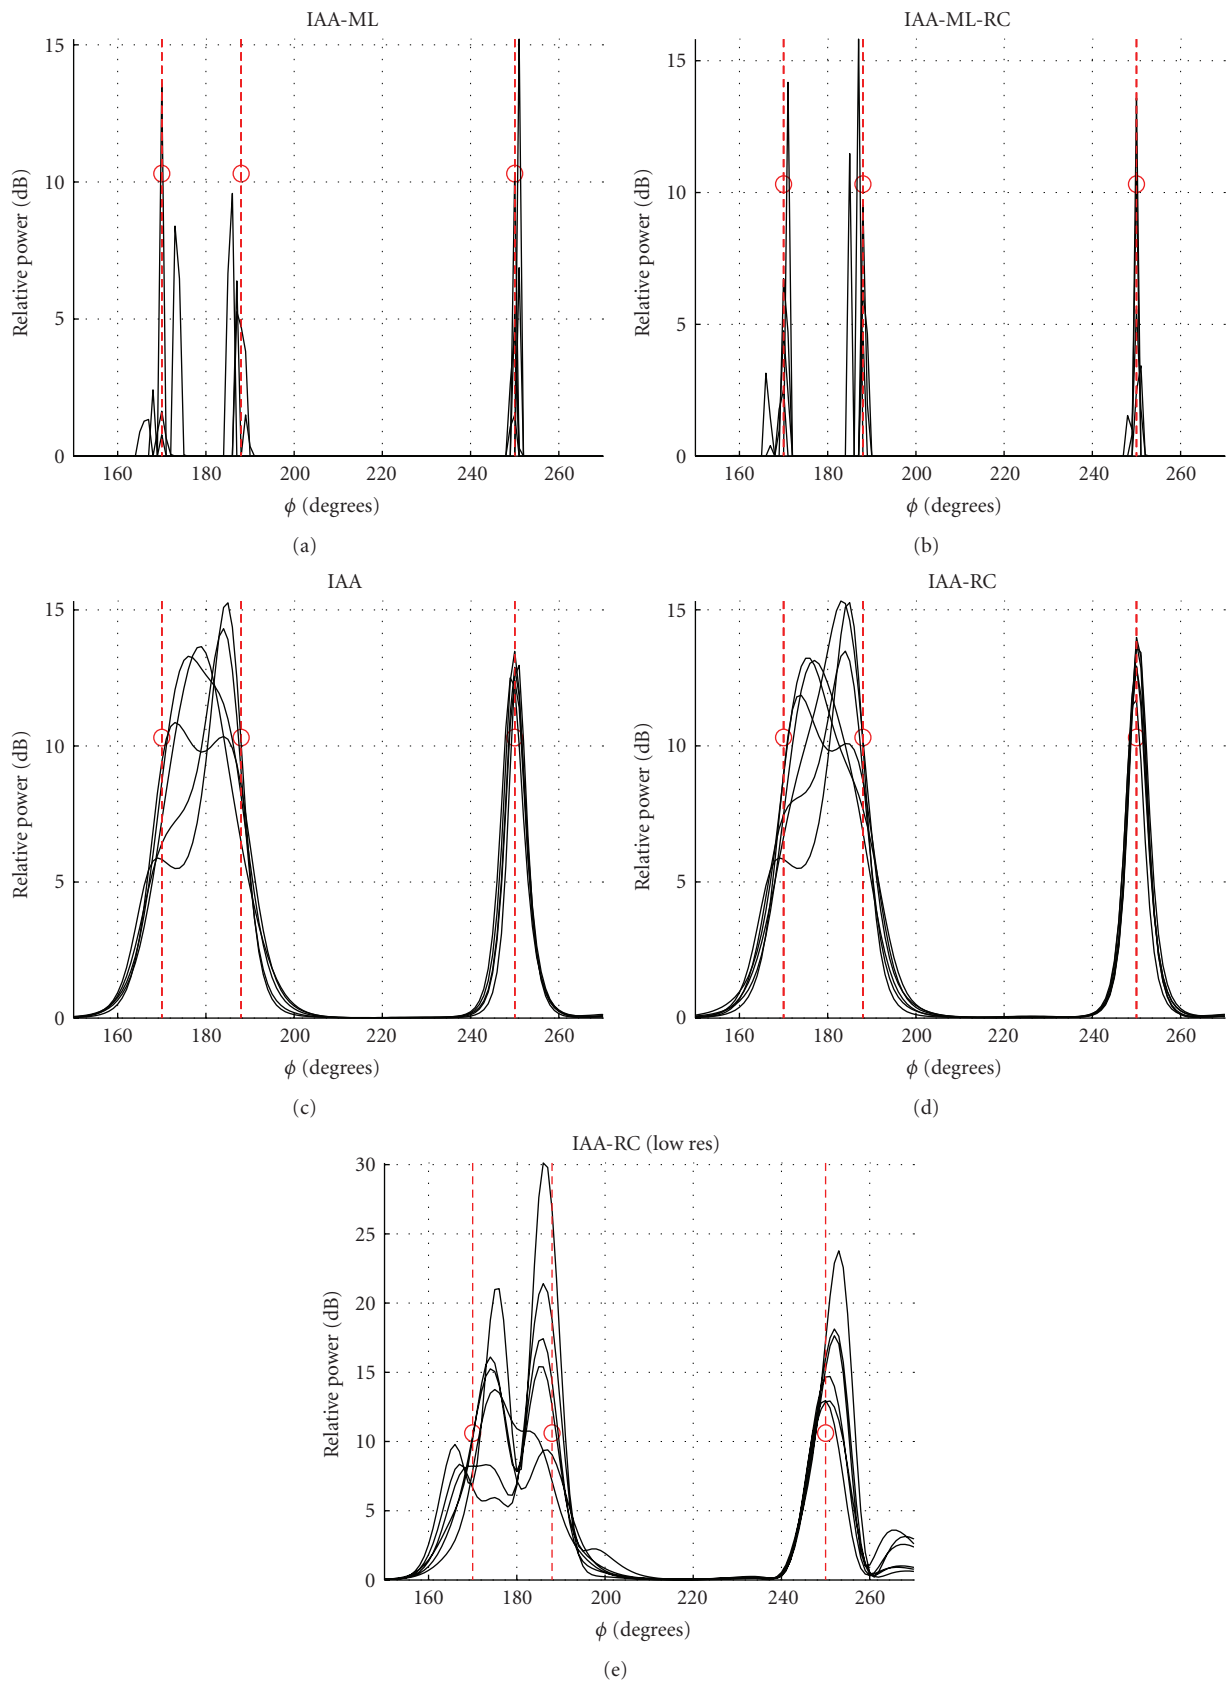 IAA-ML
15
10
5
0
Relative power (dB)
160 180 200 220 240 260
ϕ (degrees)
(a)
IAA-ML-RC
15
10
5
0
Relative power (dB)
160 180 200 220 240 260
ϕ (degrees)
(b)
IAA
15
10
5
0
Relative power (dB)
160 180 200 220 240 260
ϕ (degrees)
(c)
IAA-RC
15
10
5
0
Relative power (dB)
160 180 200 220 240 260
ϕ (degrees)
(d)
IAA-RC (low res)
30
25
20
15
10
5
0
Relative power (dB)
160 180 200 220 240 260
ϕ (degrees)
(e)